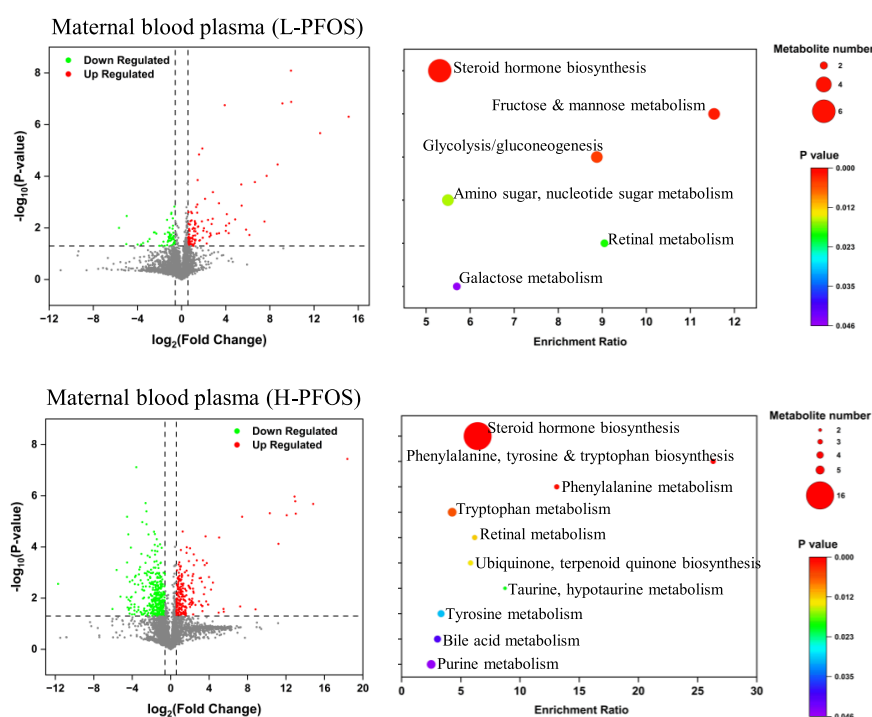 Maternal blood plasma (L-PFOS)
Down Regulated
Up Regulated
8
6
4
2
0
-log10(P-value)
-12
-8
-4
0
4
8
12
16
log2(Fold Change)
Steroid hormone biosynthesis
Fructose & mannose metabolism
Glycolysis/gluconeogenesis
Amino sugar, nucleotide sugar metabolism
Retinal metabolism
Galactose metabolism
5
6
7
8
9
10
11
12
Enrichment Ratio
Metabolite number
2
4
6
P value
0.000
0.012
0.023
0.035
0.046
Maternal blood plasma (H-PFOS)
Down Regulated
Up Regulated
8
6
4
2
0
-log10(P-value)
-12
-8
-4
0
4
8
12
16
20
log2(Fold Change)
Steroid hormone biosynthesis
Phenylalanine, tyrosine & tryptophan biosynthesis
Phenylalanine metabolism
Tryptophan metabolism
Retinal metabolism
Ubiquinone, terpenoid quinone biosynthesis
Taurine, hypotaurine metabolism
Tyrosine metabolism
Bile acid metabolism
Purine metabolism
0
5
10
15
20
25
30
Enrichment Ratio
Metabolite number
2
3
4
5
16
P value
0.000
0.012
0.023
0.035
0.046